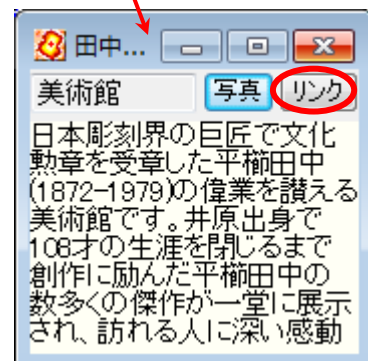 田中...
美術館 写真 リンク
日本彫刻界の巨匠で文化
勲章を受章した平櫛田中
(1872-1979)の偉業を讃える
美術館です。井原出身で
108才の生涯を閉じるまで
創作に励んだ平櫛田中の
数多くの傑作が一堂に展示
され、訪れる人に深い感動